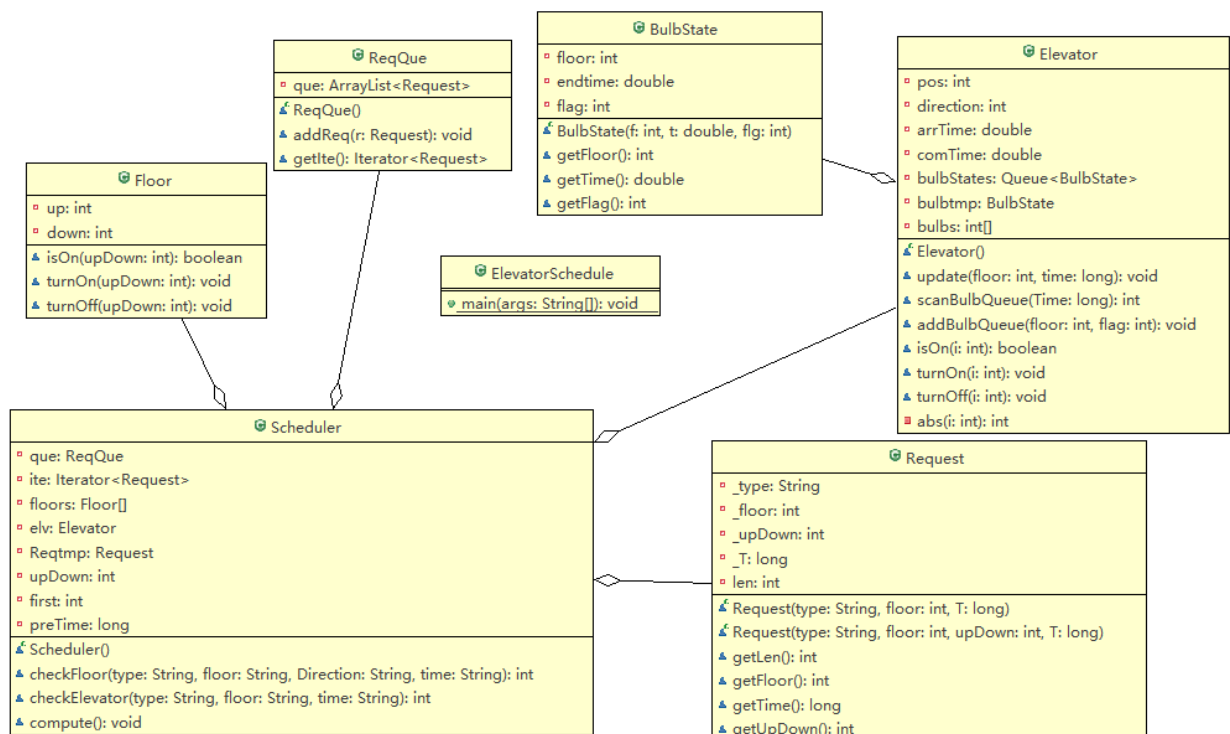 BulbState
floor: int
endtime: double
flag: int
BulbState(f: int, t: double, flg: int)
getFloor(): int
getTime(): double
getFlag(): int
Elevator
pos: int
direction: int
arrTime: double
comTime: double
bulbStates: Queue<BulbState>
bulbtmp: BulbState
bulbs: int[]
Elevator()
update(floor: int, time: long): void
scanBulbQueue(Time: long): int
addBulbQueue(floor: int, flag: int): void
isOn(i: int): boolean
turnOn(i: int): void
turnOff(i: int): void
abs(i: int): int
ReqQue
que: ArrayList<Request>
ReqQue()
addReq(r: Request): void
getIte(): Iterator<Request>
Floor
up: int
down: int
isOn(upDown: int): boolean
turnOn(upDown: int): void
turnOff(upDown: int): void
ElevatorSchedule
main(args: String[]): void
Scheduler
que: ReqQue
ite: Iterator<Request>
floors: Floor[]
elv: Elevator
Reqtmp: Request
upDown: int
first: int
preTime: long
Scheduler()
checkFloor(type: String, floor: String, Direction: String, time: String): int
checkElevator(type: String, floor: String, time: String): int
compute(): void
Request
_type: String
_floor: int
_upDown: int
_T: long
len: int
Request(type: String, floor: int, T: long)
Request(type: String, floor: int, upDown: int, T: long)
getLen(): int
getFloor(): int
getTime(): long
getUpDown(): int